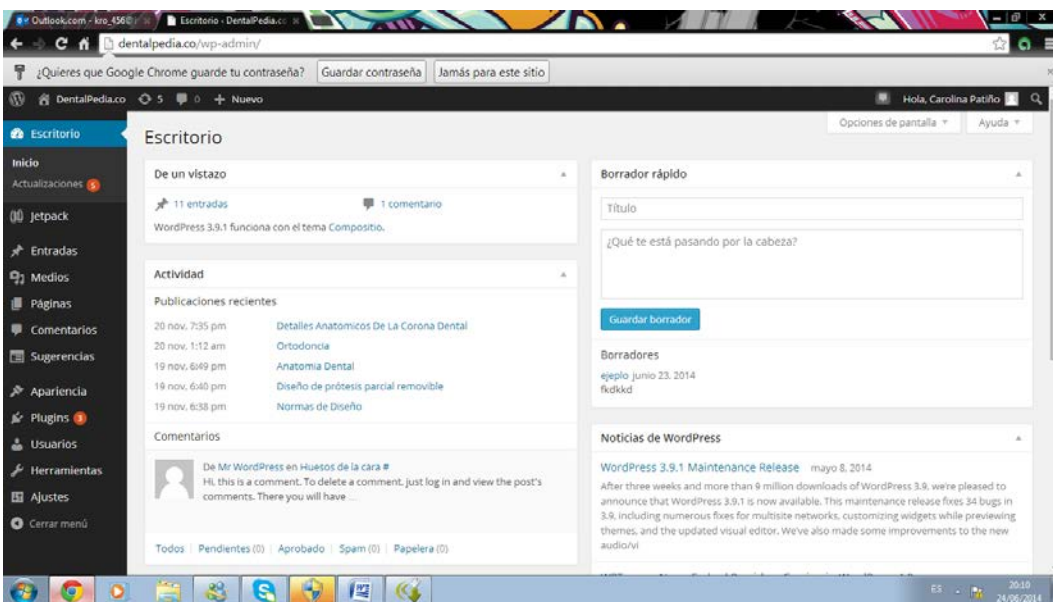 Outlook.com - kro_456@
Escritorio ‹ DentalPedia.cc
dentalpedia.co/wp-admin/
¿Quieres que Google Chrome guarde tu contraseña? Guardar contraseña Jamás para este sitio
DentalPedia.co 5 0 + Nuevo Hola, Carolina Patiño
Opciones de pantalla Ayuda
Escritorio
Inicio
Actualizaciones 5
Jetpack
Entradas
Medios
Páginas
Comentarios
Sugerencias
Apariencia
Plugins 3
Usuarios
Herramientas
Ajustes
Cerrar menú
Escritorio
De un vistazo
11 entradas 1 comentario
WordPress 3.9.1 funciona con el tema Compositio.
Actividad
Publicaciones recientes
20 nov, 7:35 pm Detalles Anatomicos De La Corona Dental
20 nov, 1:12 am Ortodoncia
19 nov, 6:49 pm Anatomia Dental
19 nov, 6:40 pm Diseño de prótesis parcial removible
19 nov, 6:38 pm Normas de Diseño
Comentarios
De Mr WordPress en Huesos de la cara #
Hi, this is a comment. To delete a comment, just log in and view the post's
comments. There you will have ...
Todos | Pendientes (0) | Aprobado | Spam (0) | Papelera (0)
Borrador rápido
Título
¿Qué te está pasando por la cabeza?
Guardar borrador
Borradores
ejeplo junio 23, 2014
fkdkkd
Noticias de WordPress
WordPress 3.9.1 Maintenance Release mayo 8, 2014
After three weeks and more than 9 million downloads of WordPress 3.9, we're pleased to
announce that WordPress 3.9.1 is now available. This maintenance release fixes 34 bugs in
3.9, including numerous fixes for multisite networks, customizing widgets while previewing
themes, and the updated visual editor. We've also made some improvements to the new
audio/vi
ES 20:10
24/06/2014